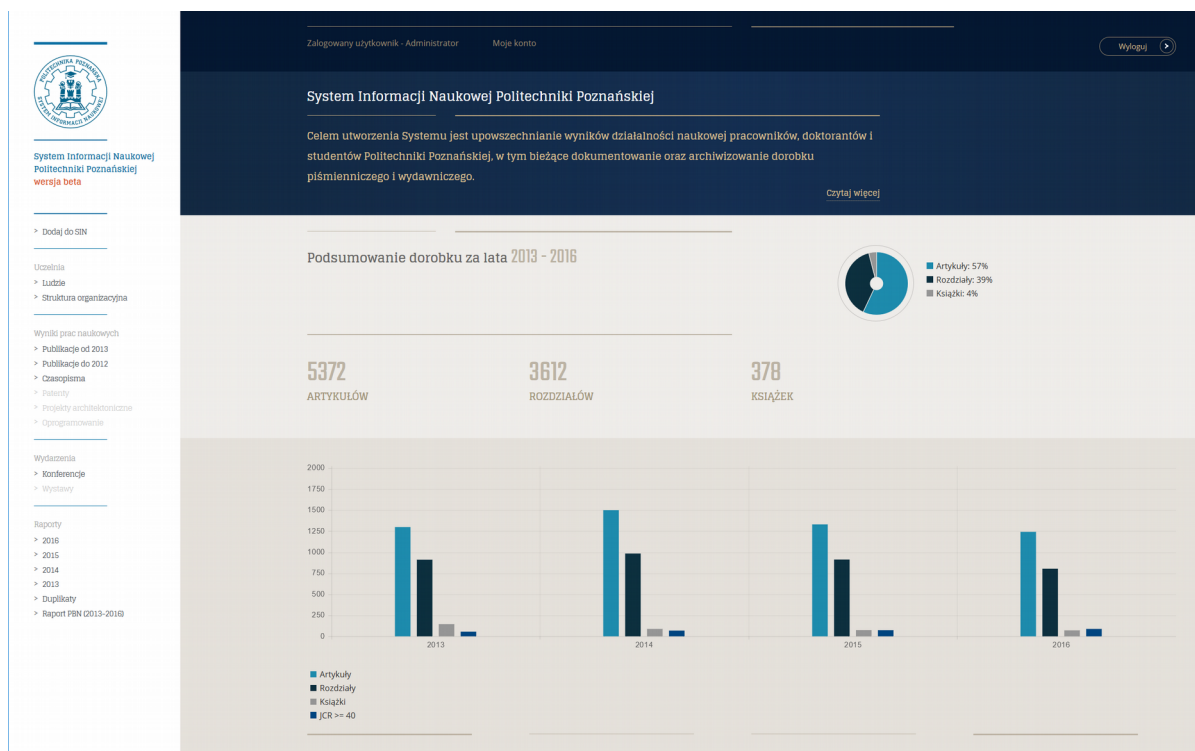 POLITECHNIKA POZNAŃSKA
SYSTEM INFORMACJI NAUKOWEJ
System Informacji Naukowej
Politechniki Poznańskiej
wersja beta
> Dodaj do SIN
Uczelnia
> Ludzie
> Struktura organizacyjna
Wyniki prac naukowych
> Publikacje od 2013
> Publikacje do 2012
> Czasopisma
> Patenty
> Projekty architektoniczne
> Oprogramowanie
Wydarzenia
> Konferencje
> Wystawy
Raporty
> 2016
> 2015
> 2014
> 2013
> Duplikaty
> Raport PBN (2013-2016)
Zalogowany użytkownik - Administrator Moje konto
Wyloguj
System Informacji Naukowej Politechniki Poznańskiej
Celem utworzenia Systemu jest upowszechnianie wyników działalności naukowej pracowników, doktorantów i
studentów Politechniki Poznańskiej, w tym bieżące dokumentowanie oraz archiwizowanie dorobku
piśmienniczego i wydawniczego.
Czytaj więcej
Podsumowanie dorobku za lata 2013 - 2016
Artykuły: 57%
Rozdziały: 39%
Książki: 4%
5372 3612 378
ARTYKUŁÓW ROZDZIAŁÓW KSIĄŻEK
2000
1750
1500
1250
1000
750
500
250
0
2013 2014 2015 2016
Artykuły
Rozdziały
Książki
JCR >= 40